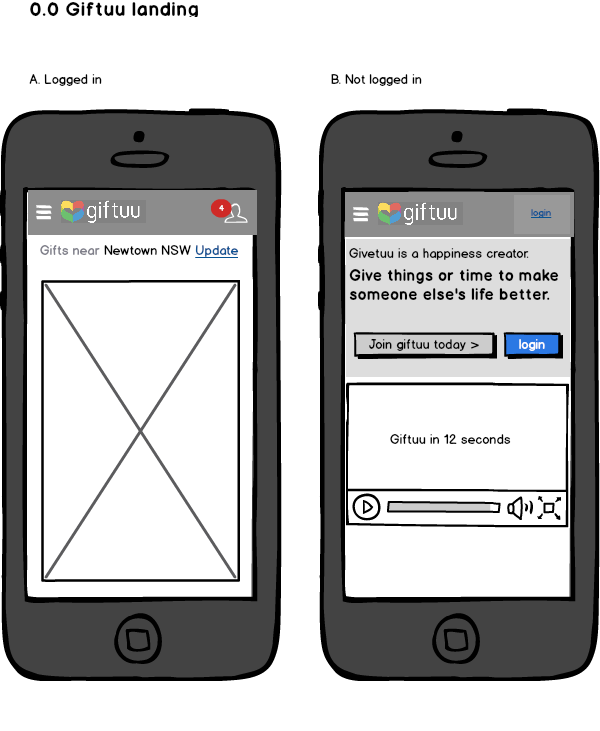 0.0 Giftuu landing
A. Logged in
B. Not logged in
giftuu
4
Gifts near Newtown NSW Update
giftuu
login
Givetuu is a happiness creator.
Give things or time to make
someone else's life better.
Join giftuu today >
login
Giftuu in 12 seconds